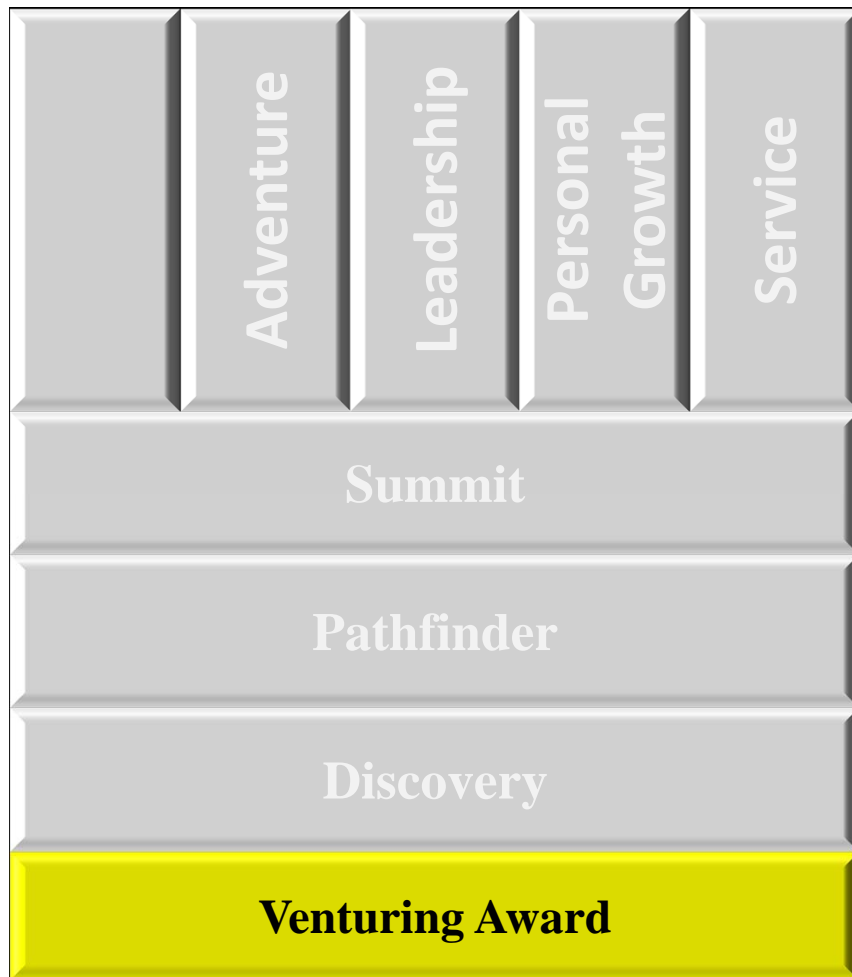 Adventure
Leadership
Personal
Growth
Service
Summit
Pathfinder
Discovery
Venturing Award